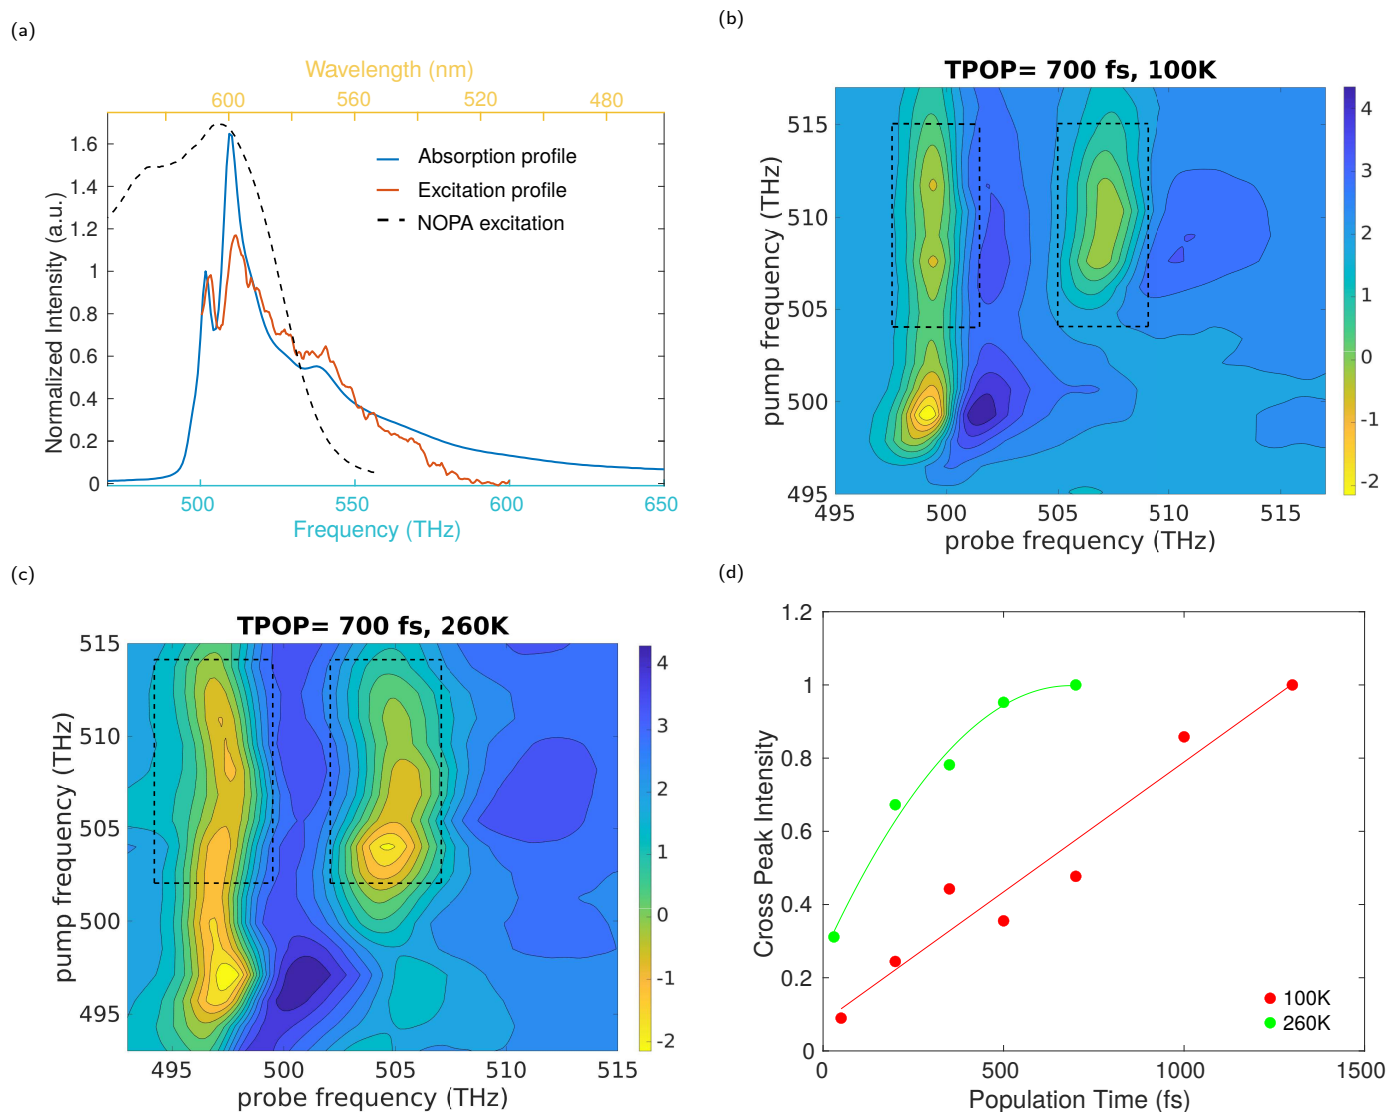 (a)
Wavelength (nm)
600 560 520 480
1.6
1.4
1.2
1
0.8
0.6
0.4
0.2
0
Normalized Intensity (a.u.)
Absorption profile
Excitation profile
NOPA excitation
500 550 600 650
Frequency (THz)
(b)
TPOP= 700 fs, 100K
515
510
505
500
495
pump frequency (THz)
495 500 505 510 515
probe frequency (THz)
4
3
2
1
0
-1
-2
(c)
TPOP= 700 fs, 260K
515
510
505
500
495
pump frequency (THz)
495 500 505 510 515
probe frequency (THz)
4
3
2
1
0
-1
-2
(d)
1.2
1
0.8
0.6
0.4
0.2
0
Cross Peak Intensity
100K
260K
0 500 1000 1500
Population Time (fs)